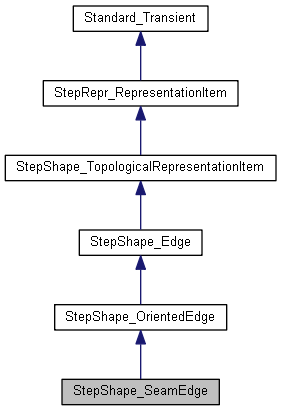 Standard_Transient
StepRepr_RepresentationItem
StepShape_TopologicalRepresentationItem
StepShape_Edge
StepShape_OrientedEdge
StepShape_SeamEdge